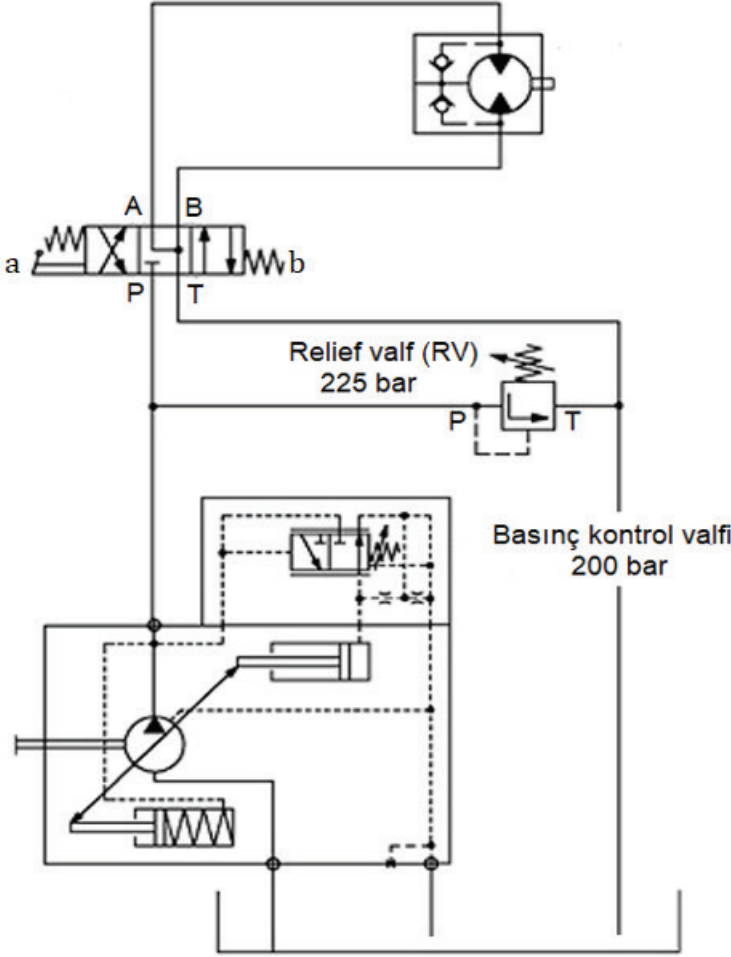 A B
a b
P T
Relief valf (RV)
225 bar
P T
Basınç kontrol valfi
200 bar